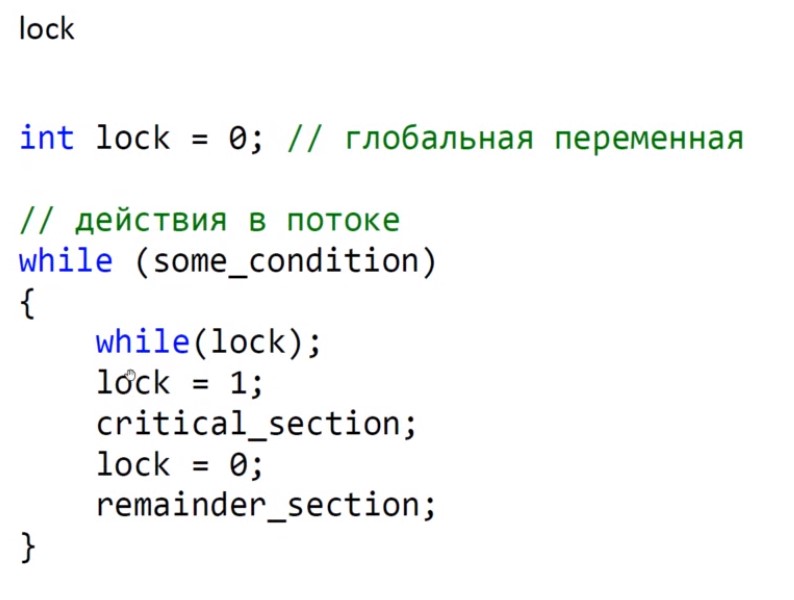 lock
int lock = 0; // глобальная переменная
// действия в потоке
while (some_condition)
{
    while(lock);
    lock = 1;
    critical_section;
    lock = 0;
    remainder_section;
}